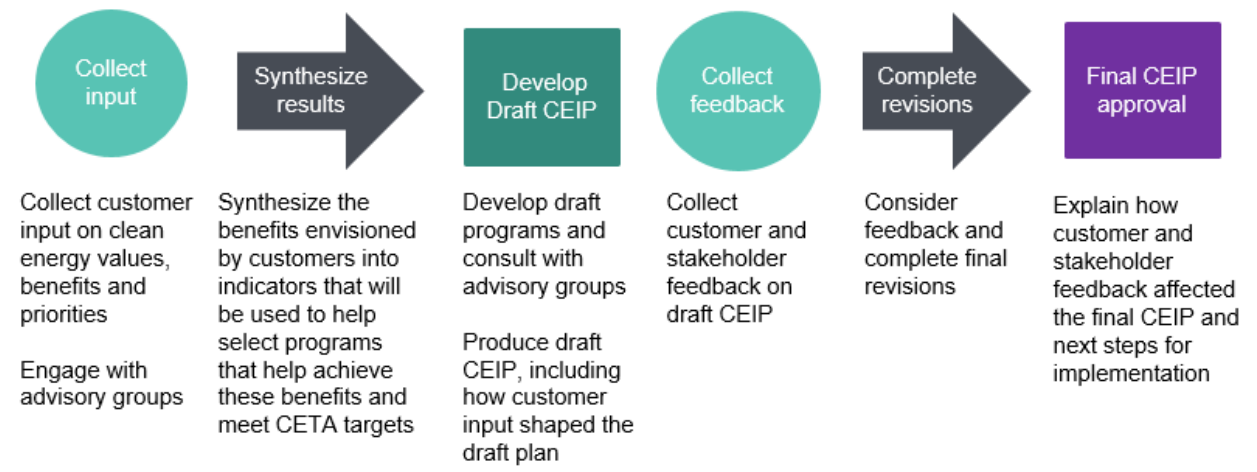 Collect
input
Synthesize
results
Develop
Draft CEIP
Collect
feedback
Complete
revisions
Final CEIP
approval
Collect customer
input on clean
energy values,
benefits and
priorities
Engage with
advisory groups
Synthesize the
benefits envisioned
by customers into
indicators that will
be used to help
select programs
that help achieve
these benefits and
meet CETA targets
Develop draft
programs and
consult with
advisory groups
Produce draft
CEIP, including
how customer
input shaped the
draft plan
Collect
customer and
stakeholder
feedback on
draft CEIP
Consider
feedback and
complete final
revisions
Explain how
customer and
stakeholder
feedback affected
the final CEIP and
next steps for
implementation